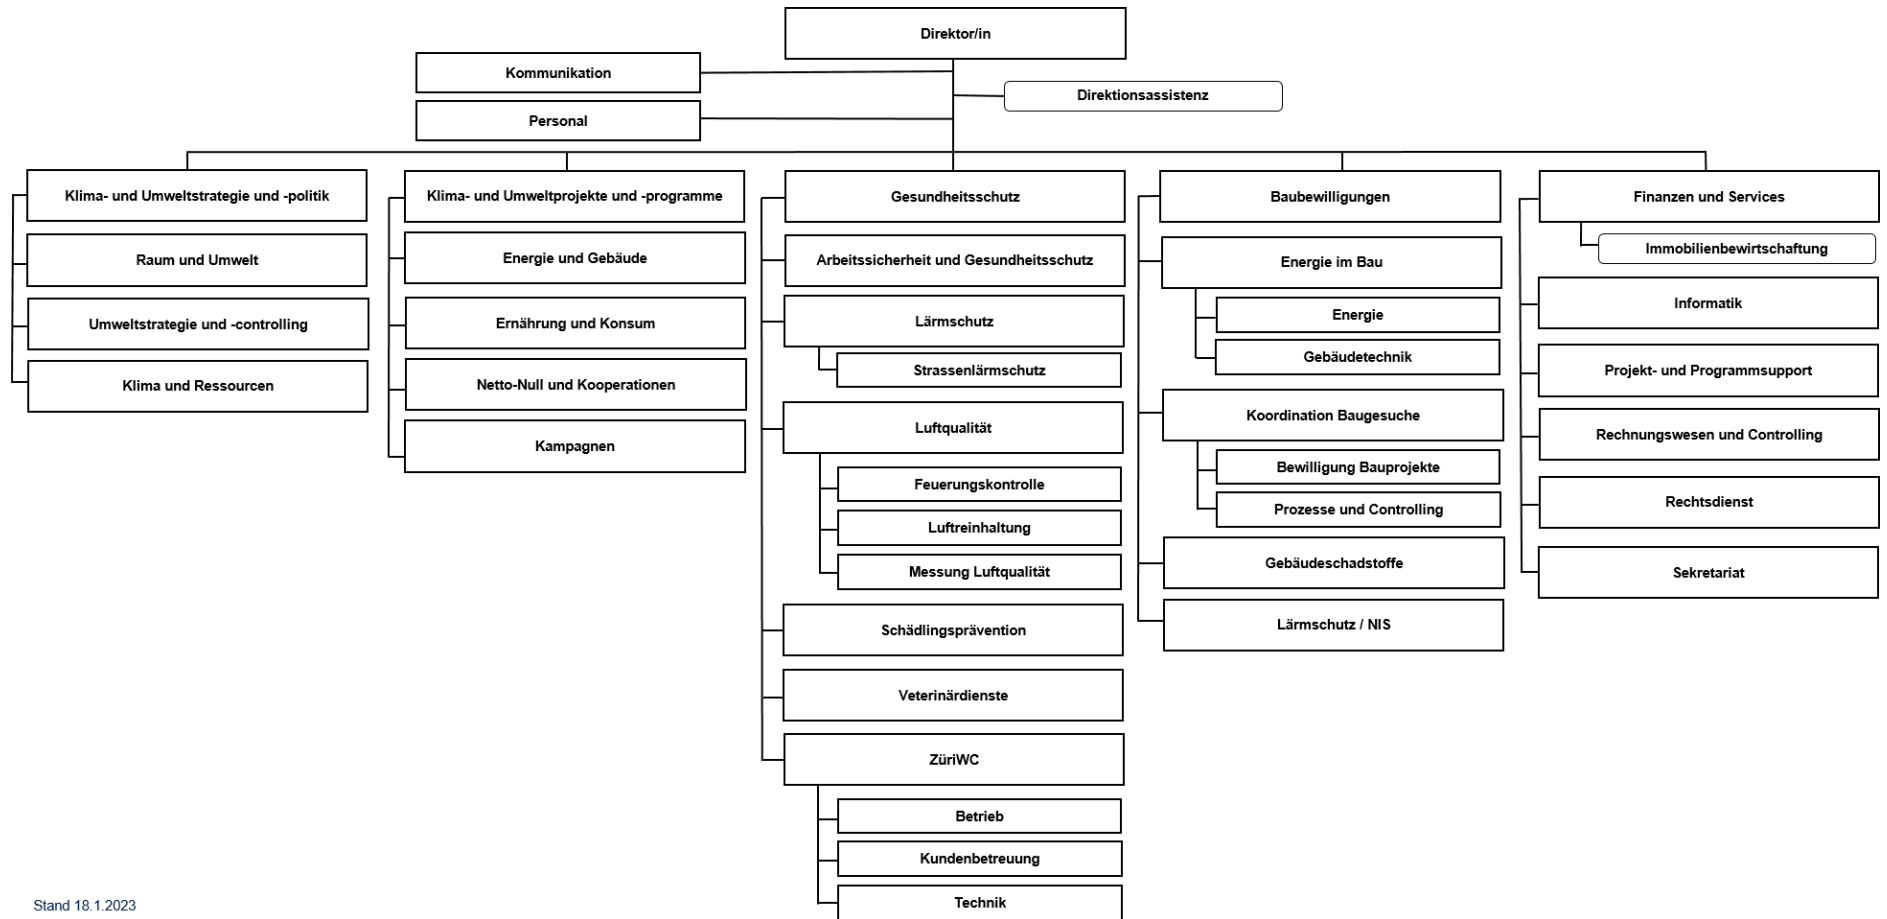 Direktor/in
Kommunikation
Direktionsassistenz
Personal
Klima- und Umweltstrategie und -politik
Raum und Umwelt
Umweltstrategie und -controlling
Klima und Ressourcen
Klima- und Umweltprojekte und -programme
Energie und Gebäude
Ernährung und Konsum
Netto-Null und Kooperationen
Kampagnen
Gesundheitsschutz
Arbeitssicherheit und Gesundheitsschutz
Lärmschutz
Strassenlärmschutz
Luftqualität
Feuerungskontrolle
Luftreinhaltung
Messung Luftqualität
Schädlingsprävention
Veterinärdienste
ZüriWC
Betrieb
Kundenbetreuung
Technik
Baubewilligungen
Energie im Bau
Energie
Gebäudetechnik
Koordination Baugesuche
Bewilligung Bauprojekte
Prozesse und Controlling
Gebäudeschadstoffe
Lärmschutz / NIS
Finanzen und Services
Immobilienbewirtschaftung
Informatik
Projekt- und Programmsupport
Rechnungswesen und Controlling
Rechtsdienst
Sekretariat
Stand 18.1.2023